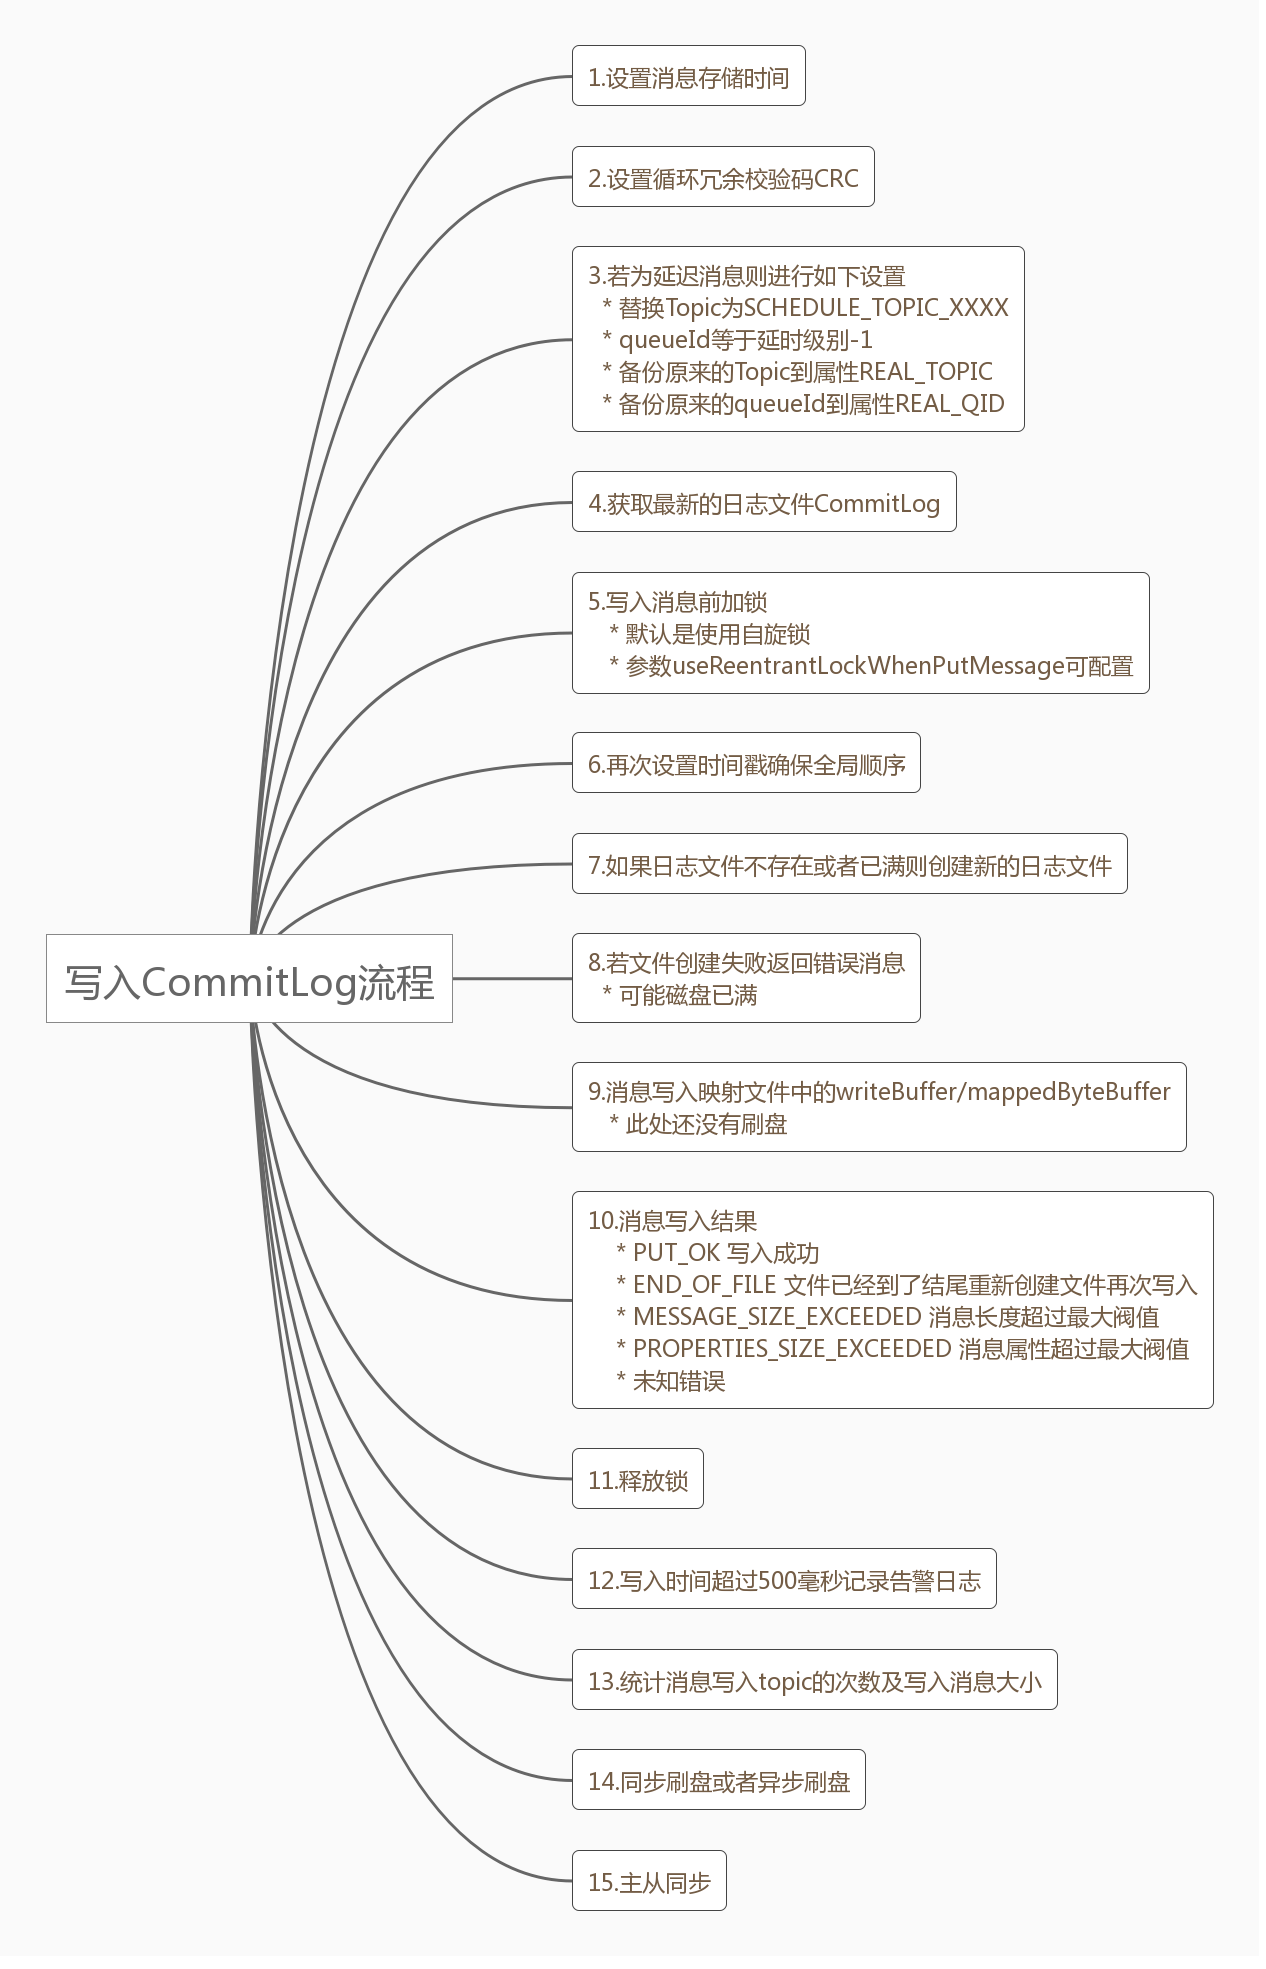 1.设置消息存储时间
2.设置循环冗余校验码CRC
3.若为延迟消息则进行如下设置
* 替换Topic为SCHEDULE_TOPIC_XXXX
* queueId等于延时级别-1
* 备份原来的Topic到属性REAL_TOPIC
* 备份原来的queueId到属性REAL_QID
4.获取最新的日志文件CommitLog
5.写入消息前加锁
* 默认是使用自旋锁
* 参数useReentrantLockWhenPutMessage可配置
6.再次设置时间戳确保全局顺序
7.如果日志文件不存在或者已满则创建新的日志文件
写入CommitLog流程
8.若文件创建失败返回错误消息
* 可能磁盘已满
9.消息写入映射文件中的writeBuffer/mappedByteBuffer
* 此处还没有刷盘
10.消息写入结果
* PUT_OK 写入成功
* END_OF_FILE 文件已经到了结尾重新创建文件再次写入
* MESSAGE_SIZE_EXCEEDED 消息长度超过最大阀值
* PROPERTIES_SIZE_EXCEEDED 消息属性超过最大阀值
* 未知错误
11.释放锁
12.写入时间超过500毫秒记录告警日志
13.统计消息写入topic的次数及写入消息大小
14.同步刷盘或者异步刷盘
15.主从同步